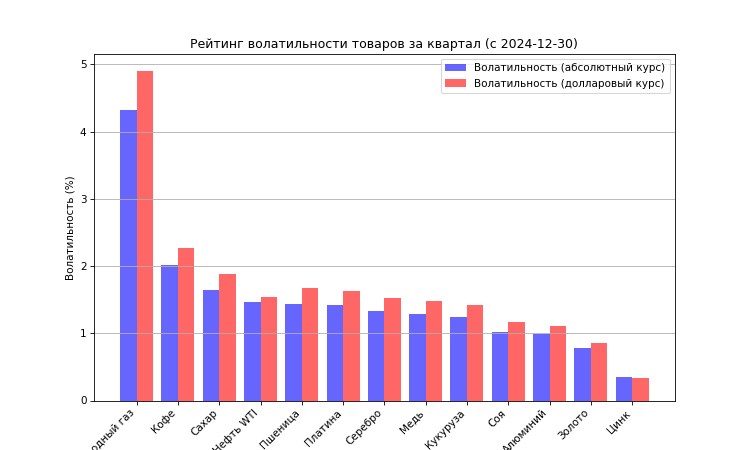 Рейтинг волатильности товаров за квартал (с 2024-12-30)
Волатильность (абсолютный курс)
Волатильность (долларовый курс)
Волатильность (%)
5
4
3
2
1
0
одный газ
Кофе
Сахар
Нефть WTI
Пшеница
Платина
Серебро
Медь
Кукуруза
Соя
Алюминий
Золото
Цинк